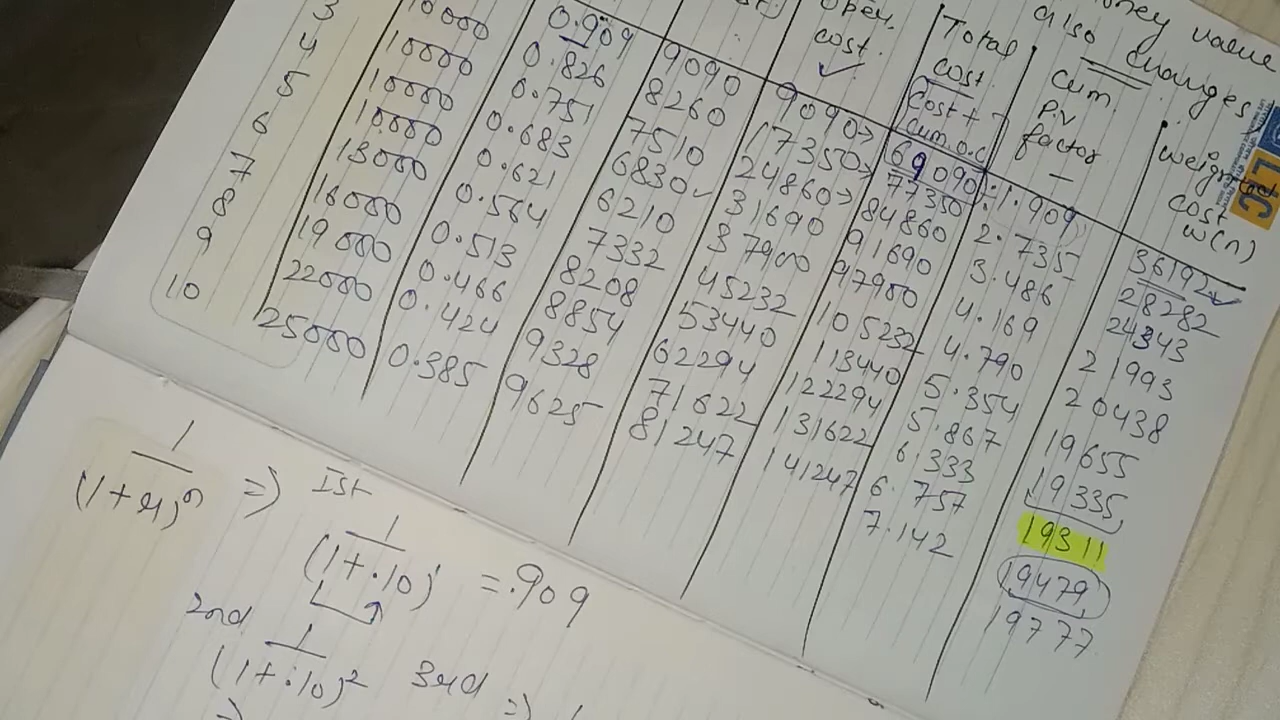 oney value
also changes
oper. cost. ✓
Total cost. Cost + cum. o.c
cum. P.V factor
weighted cost w(n)
0.909 9090 9090 69090 : 1.909 36192 ✓
10000 0.826 8260 17350 77350 2.735 28282
3 10000 0.751 7510 24860 84860 3.486 24343
4 10000 0.683 6830 ✓ 31690 91690 4.169 21993
5 10000 0.621 6210 37900 97900 4.790 20438
6 13000 0.564 7332 45232 105232 5.354 19655
7 16000 0.513 8208 53440 113440 5.867 19335
8 19000 0.466 8854 62294 122294 6.333 19311
9 22000 0.424 9328 71622 131622 6.757 19479
10 25000 0.385 9625 81247 141247 7.142 19777
1/(1+r)^n => Ist
1/(1+.10)^1 = .909
2nd 1/(1+.10)^2 3rd =>